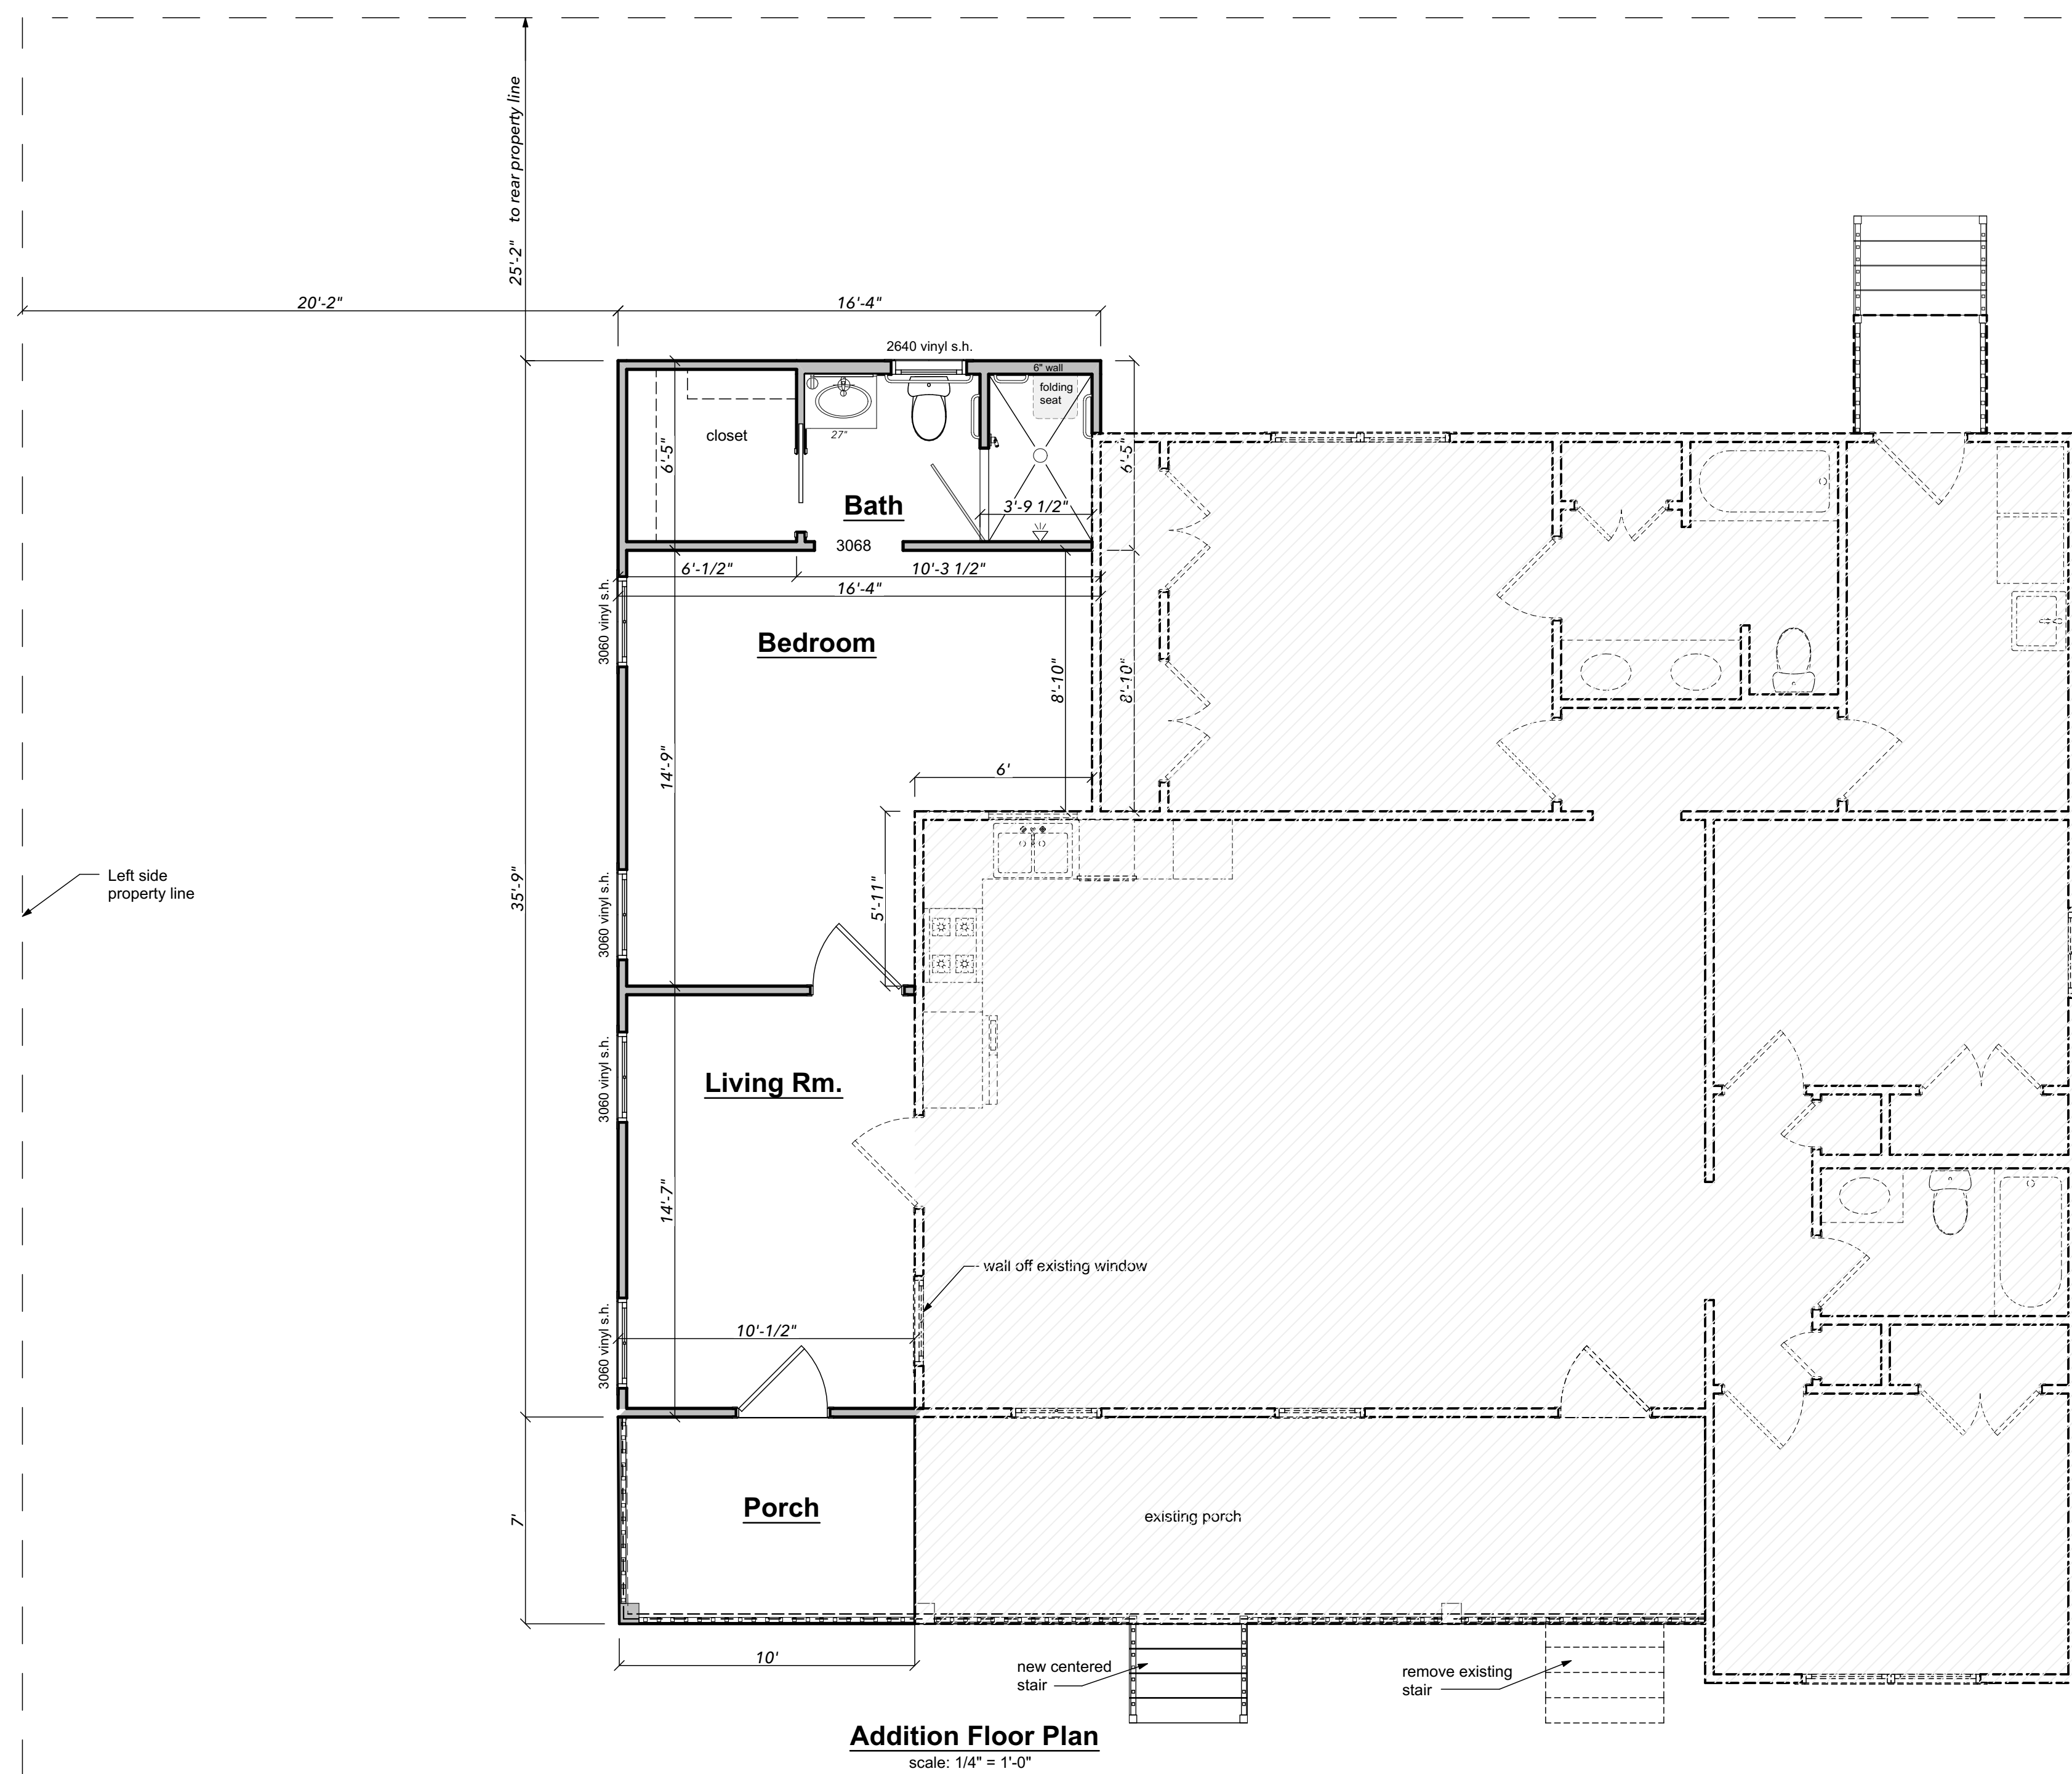 25'-2" to rear property line
20'-2"
16'-4"
2640 vinyl s.h.
6" wall
folding
seat
27"
closet
6'-5"
6'-5"
Bath
3'-9 1/2"
3068
6'-1/2"
10'-3 1/2"
16'-4"
3060 vinyl s.h.
Bedroom
8'-10"
8'-10"
14'-9"
6'
35'-9"
Left side
property line
3060 vinyl s.h.
5'-11"
3060 vinyl s.h.
Living Rm.
14'-7"
wall off existing window
3060 vinyl s.h.
10'-1/2"
7'
Porch
existing porch
10'
new centered
stair
remove existing
stair
Addition Floor Plan
scale: 1/4" = 1'-0"